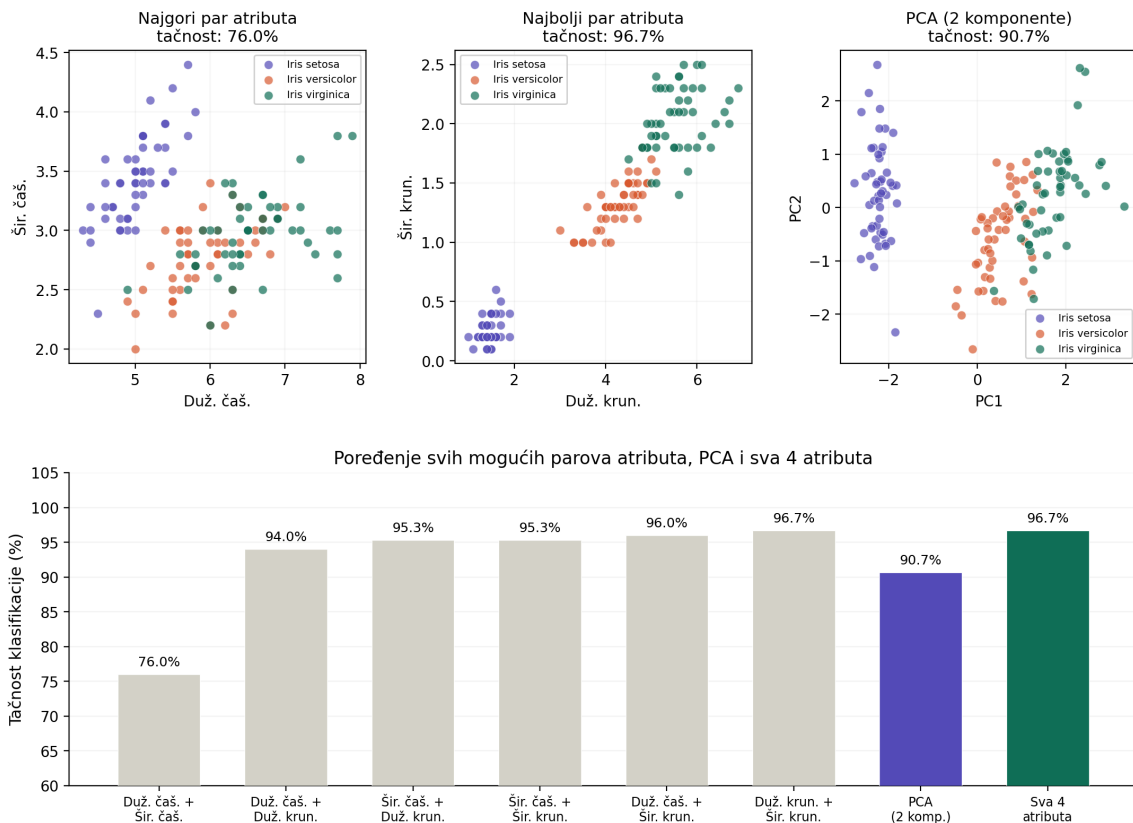 Najgori par atributa
tačnost: 76.0%
4.5
4.0
3.5
3.0
2.5
2.0
Šir. čaš.
Iris setosa
Iris versicolor
Iris virginica
5
6
7
8
Duž. čaš.
Najbolji par atributa
tačnost: 96.7%
2.5
2.0
1.5
1.0
0.5
0.0
Šir. krun.
Iris setosa
Iris versicolor
Iris virginica
2
4
6
Duž. krun.
PCA (2 komponente)
tačnost: 90.7%
2
1
0
−1
−2
PC2
Iris setosa
Iris versicolor
Iris virginica
−2
0
2
PC1
Poređenje svih mogućih parova atributa, PCA i sva 4 atributa
105
100
95
90
85
80
75
70
65
60
Tačnost klasifikacije (%)
76.0%
94.0%
95.3%
95.3%
96.0%
96.7%
90.7%
96.7%
Duž. čaš. +
Šir. čaš.
Duž. čaš. +
Duž. krun.
Šir. čaš. +
Duž. krun.
Šir. čaš. +
Šir. krun.
Duž. čaš. +
Šir. krun.
Duž. krun. +
Šir. krun.
PCA
(2 komp.)
Sva 4
atributa